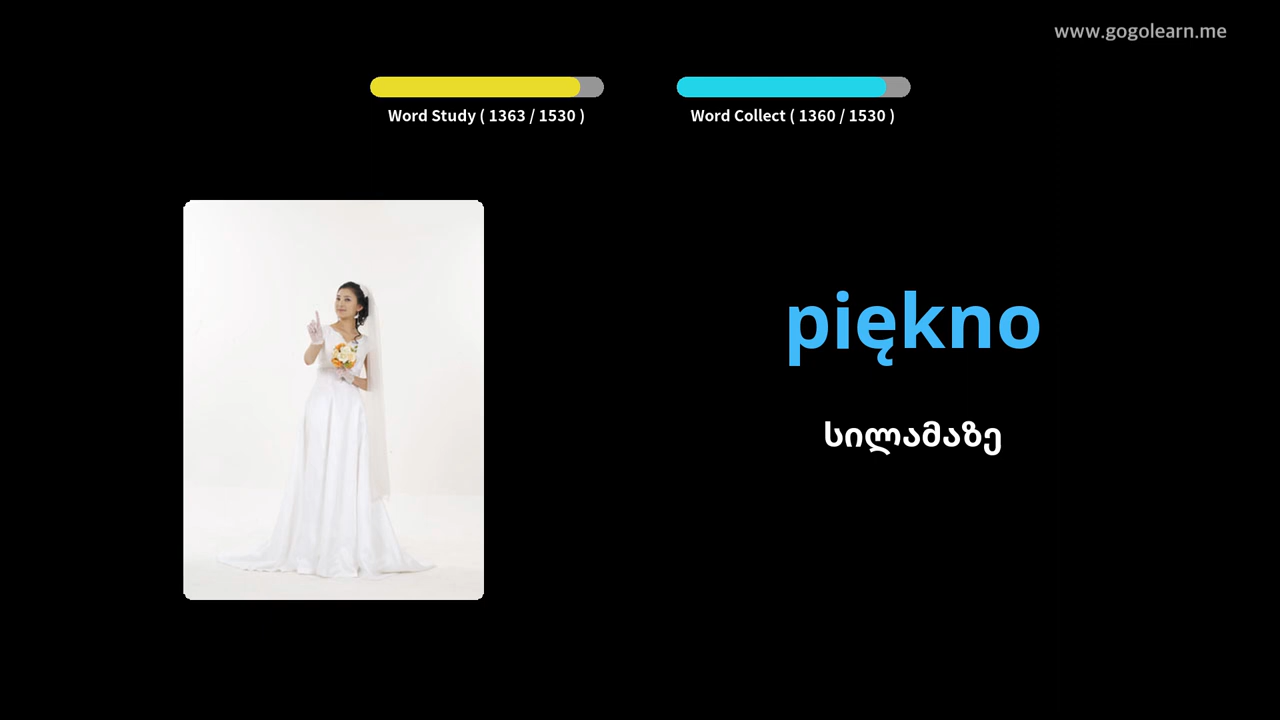 www.gogolearn.me
Word Study ( 1363 / 1530 )
Word Collect ( 1360 / 1530 )
piękno
სილამაზე